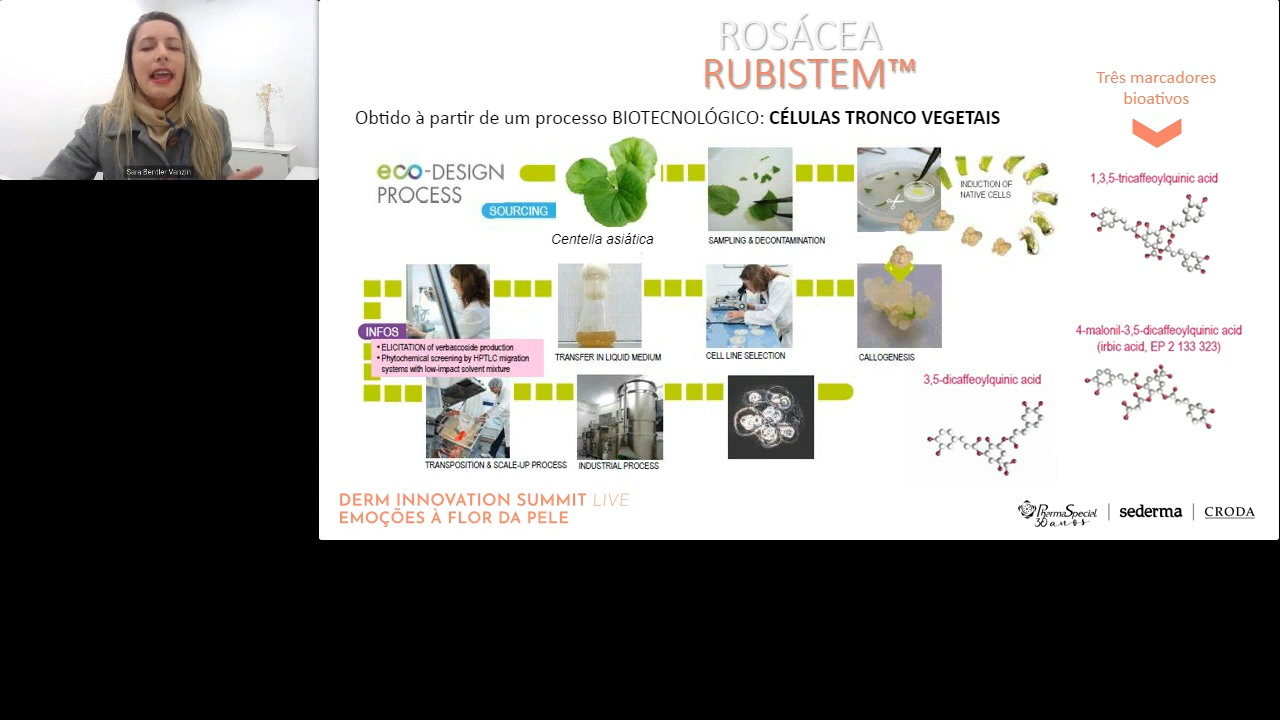 Sara Bentler Vanzin
ROSÁCEA
RUBISTEM™
Três marcadores
bioativos
Obtido à partir de um processo BIOTECNOLÓGICO: CÉLULAS TRONCO VEGETAIS
eco-DESIGN
PROCESS
SOURCING
Centella asiática
SAMPLING & DECONTAMINATION
INDUCTION OF
NATIVE CELLS
1,3,5-tricaffeoylquinic acid
INFOS
• ELICITATION of verbascoside production
• Phytochemical screening by HPTLC migration
systems with low-impact solvent mixture
TRANSFER IN LIQUID MEDIUM
CELL LINE SELECTION
CALLOGENESIS
4-malonil-3,5-dicaffeoylquinic acid
(irbic acid, EP 2 133 323)
3,5-dicaffeoylquinic acid
TRANSPOSITION & SCALE-UP PROCESS
INDUSTRIAL PROCESS
DERM INNOVATION SUMMIT LIVE
EMOÇÕES À FLOR DA PELE
PharmaSpecial
30 anos
sederma
CRODA